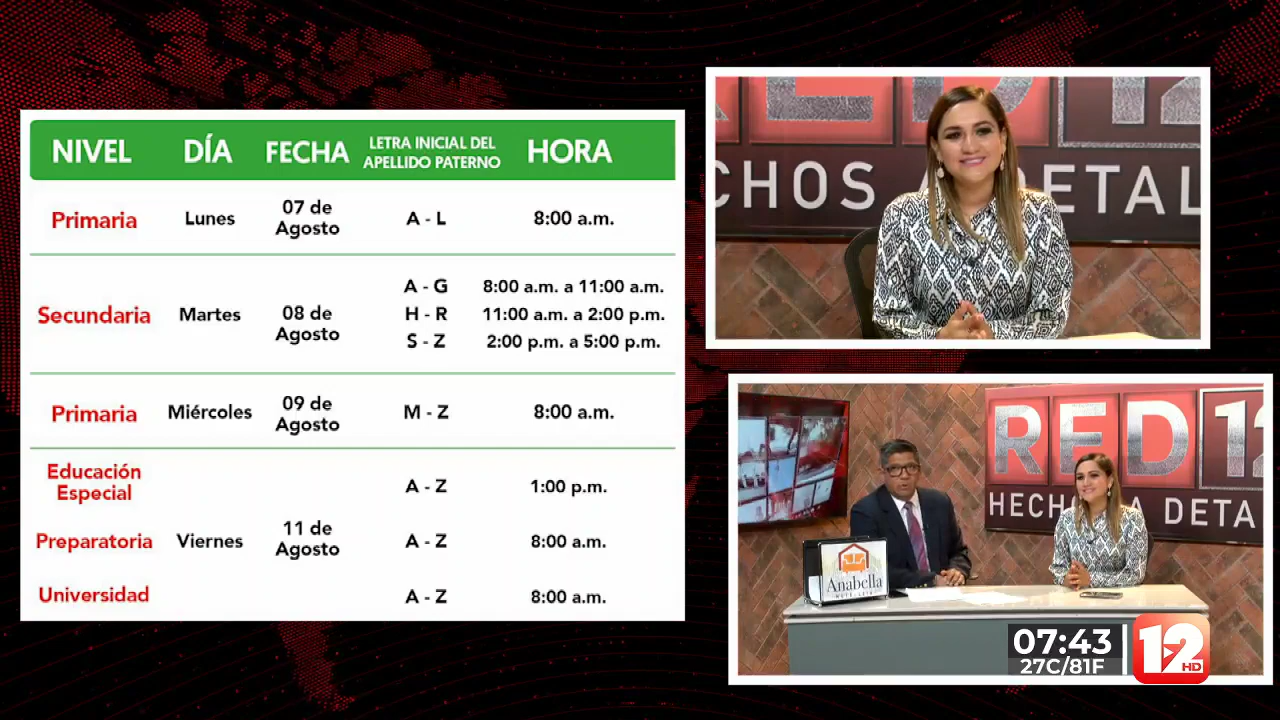 NIVEL DÍA FECHA LETRA INICIAL DEL APELLIDO PATERNO HORA
Primaria Lunes 07 de Agosto A - L 8:00 a.m.
Secundaria Martes 08 de Agosto
A - G 8:00 a.m. a 11:00 a.m.
H - R 11:00 a.m. a 2:00 p.m.
S - Z 2:00 p.m. a 5:00 p.m.
Primaria Miércoles 09 de Agosto M - Z 8:00 a.m.
Educación Especial A - Z 1:00 p.m.
Preparatoria Viernes 11 de Agosto A - Z 8:00 a.m.
Universidad A - Z 8:00 a.m.
RED 12
CHOS A DETAL
RED 12
HECHO A DETA
Anabella
07:43
27C/81F
12
HD